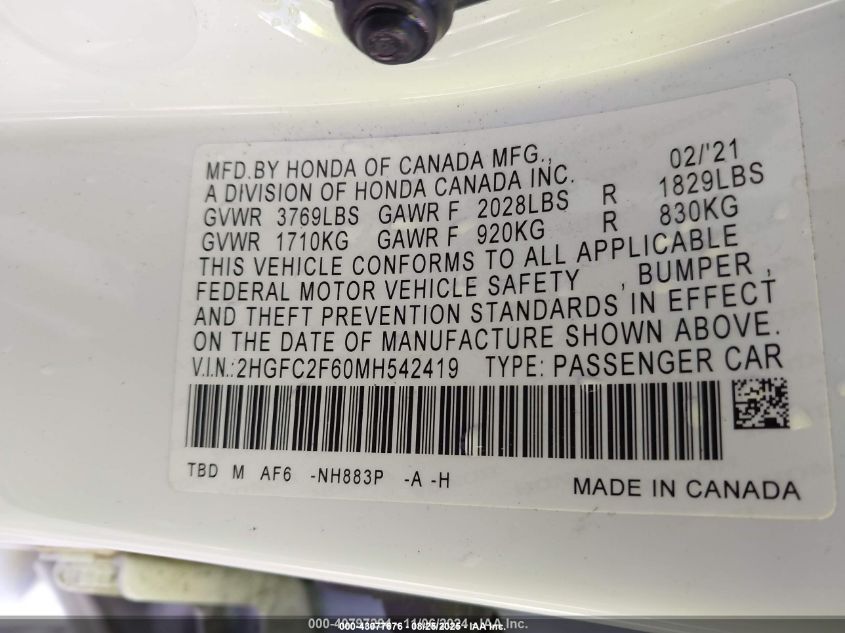 MFD.BY HONDA OF CANADA MFG., 02/'21
A DIVISION OF HONDA CANADA INC.
GVWR 3769LBS GAWR F 2028LBS R 1829LBS
GVWR 1710KG GAWR F 920KG R 830KG
THIS VEHICLE CONFORMS TO ALL APPLICABLE
FEDERAL MOTOR VEHICLE SAFETY , BUMPER ,
AND THEFT PREVENTION STANDARDS IN EFFECT
ON THE DATE OF MANUFACTURE SHOWN ABOVE.
V.I.N.:2HGFC2F60MH542419 TYPE: PASSENGER CAR
TBD M AF6 -NH883P -A -H
MADE IN CANADA
IAA Inc.